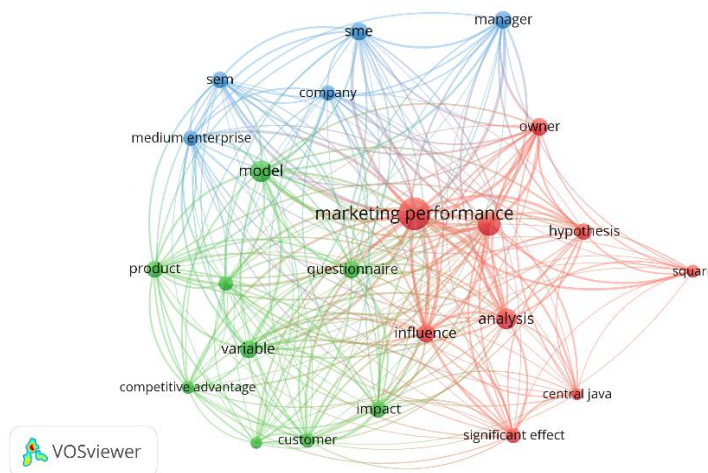 manager
sme
sem
company
owner
medium enterprise
model
marketing performance
hypothesis
product
questionnaire
square
analysis
influence
variable
competitive advantage
central java
impact
customer
significant effect
VOSviewer